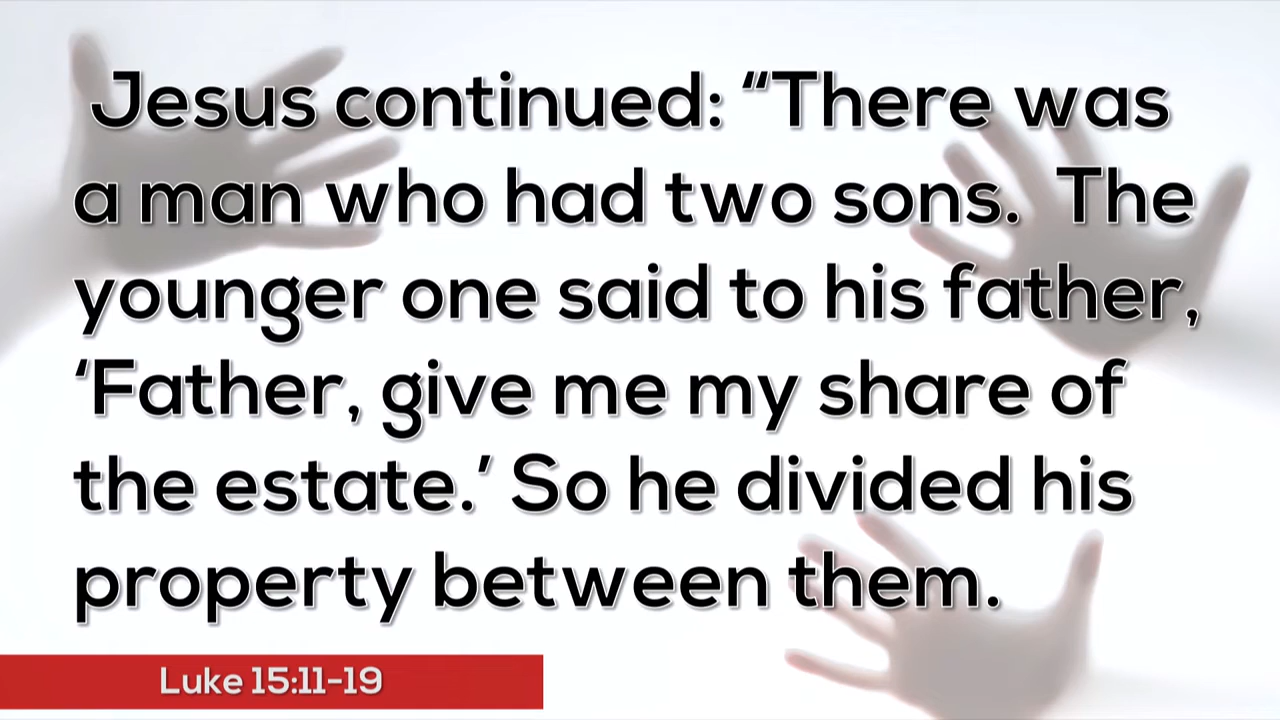 Jesus continued: “There was
a man who had two sons. The
younger one said to his father,
‘Father, give me my share of
the estate.’ So he divided his
property between them.
Luke 15:11-19